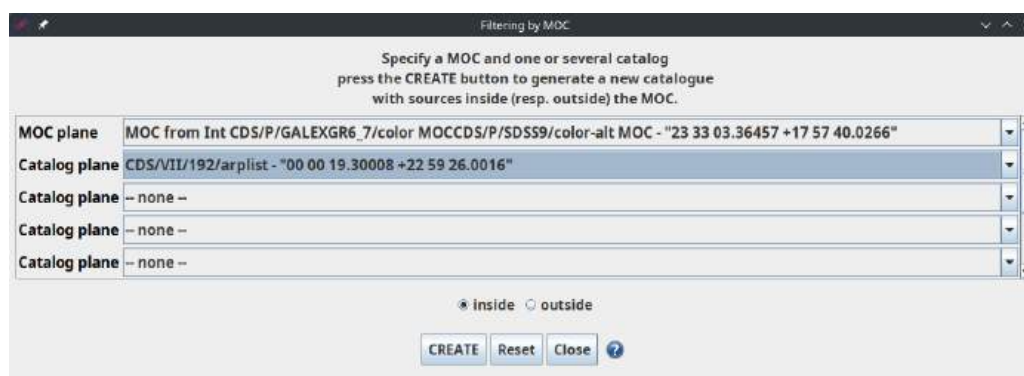 Filtering by MOC
Specify a MOC and one or several catalog
press the CREATE button to generate a new catalogue
with sources inside (resp. outside) the MOC.
MOC plane MOC from Int CDS/P/GALEXGR6_7/color MOCCDS/P/SDSS9/color-alt MOC - "23 33 03.36457 +17 57 40.0266"
Catalog plane CDS/VII/192/arplist - "00 00 19.30008 +22 59 26.0016"
Catalog plane -- none --
Catalog plane -- none --
Catalog plane -- none --
inside outside
CREATE Reset Close ?